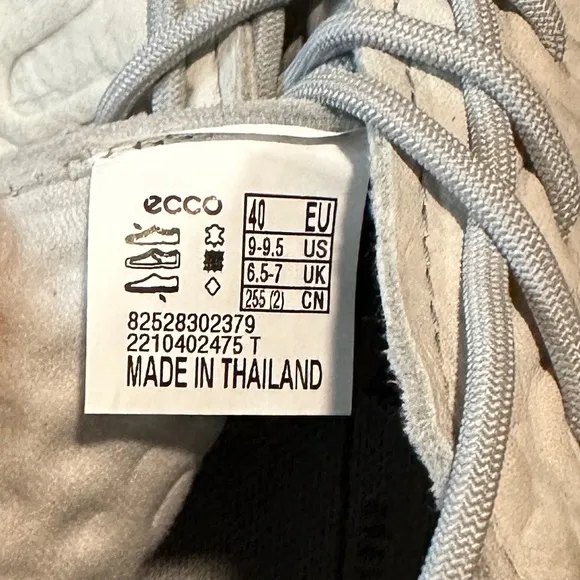 ecco
40 EU
9-9.5 US
6.5-7 UK
255 (2) CN
82528302379
2210402475 T
MADE IN THAILAND